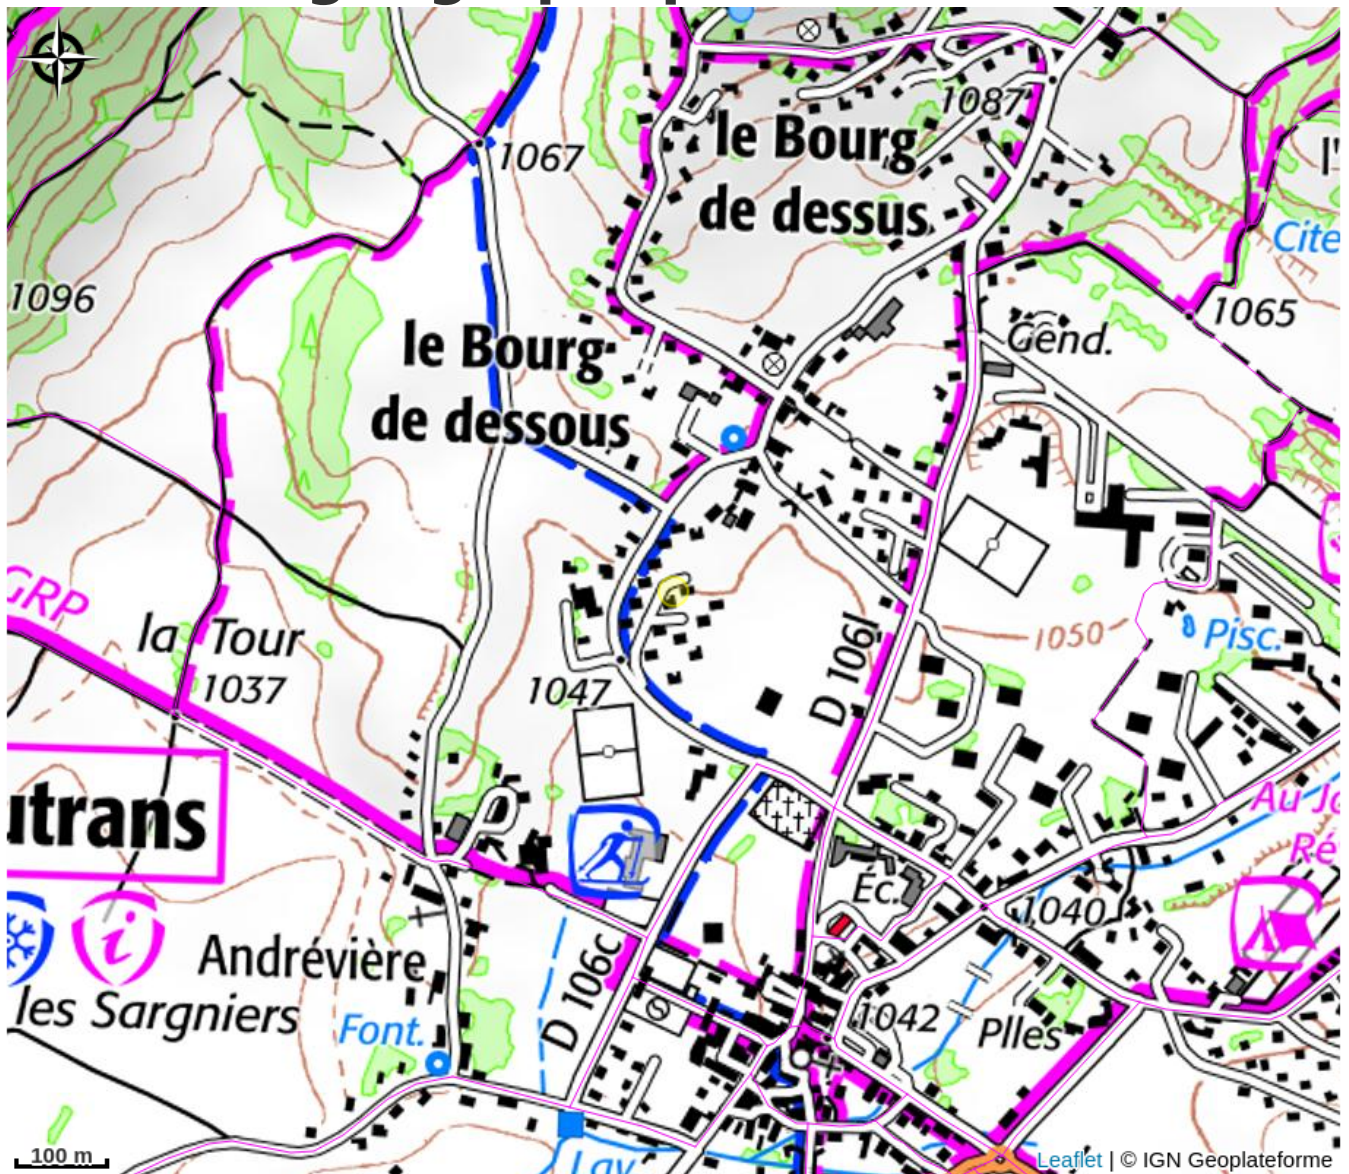 1087
le Bourg
de dessus
1067
l'
Cite
1096
1065
Gend.
le Bourg
de dessous
GRP
la Tour
1037
1050
Pisc.
D 106l
1047
utrans
Au Jo
Ré
Éc.
1040
i
Andrévière
les Sargniers
Font.
D 106c
1042
Plles
100 m
Lav
Leaflet | © IGN Geoplateforme